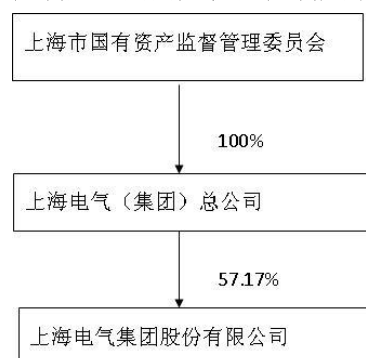 上海市国有资产监督管理委员会
100%
上海电气（集团）总公司
57.17%
上海电气集团股份有限公司